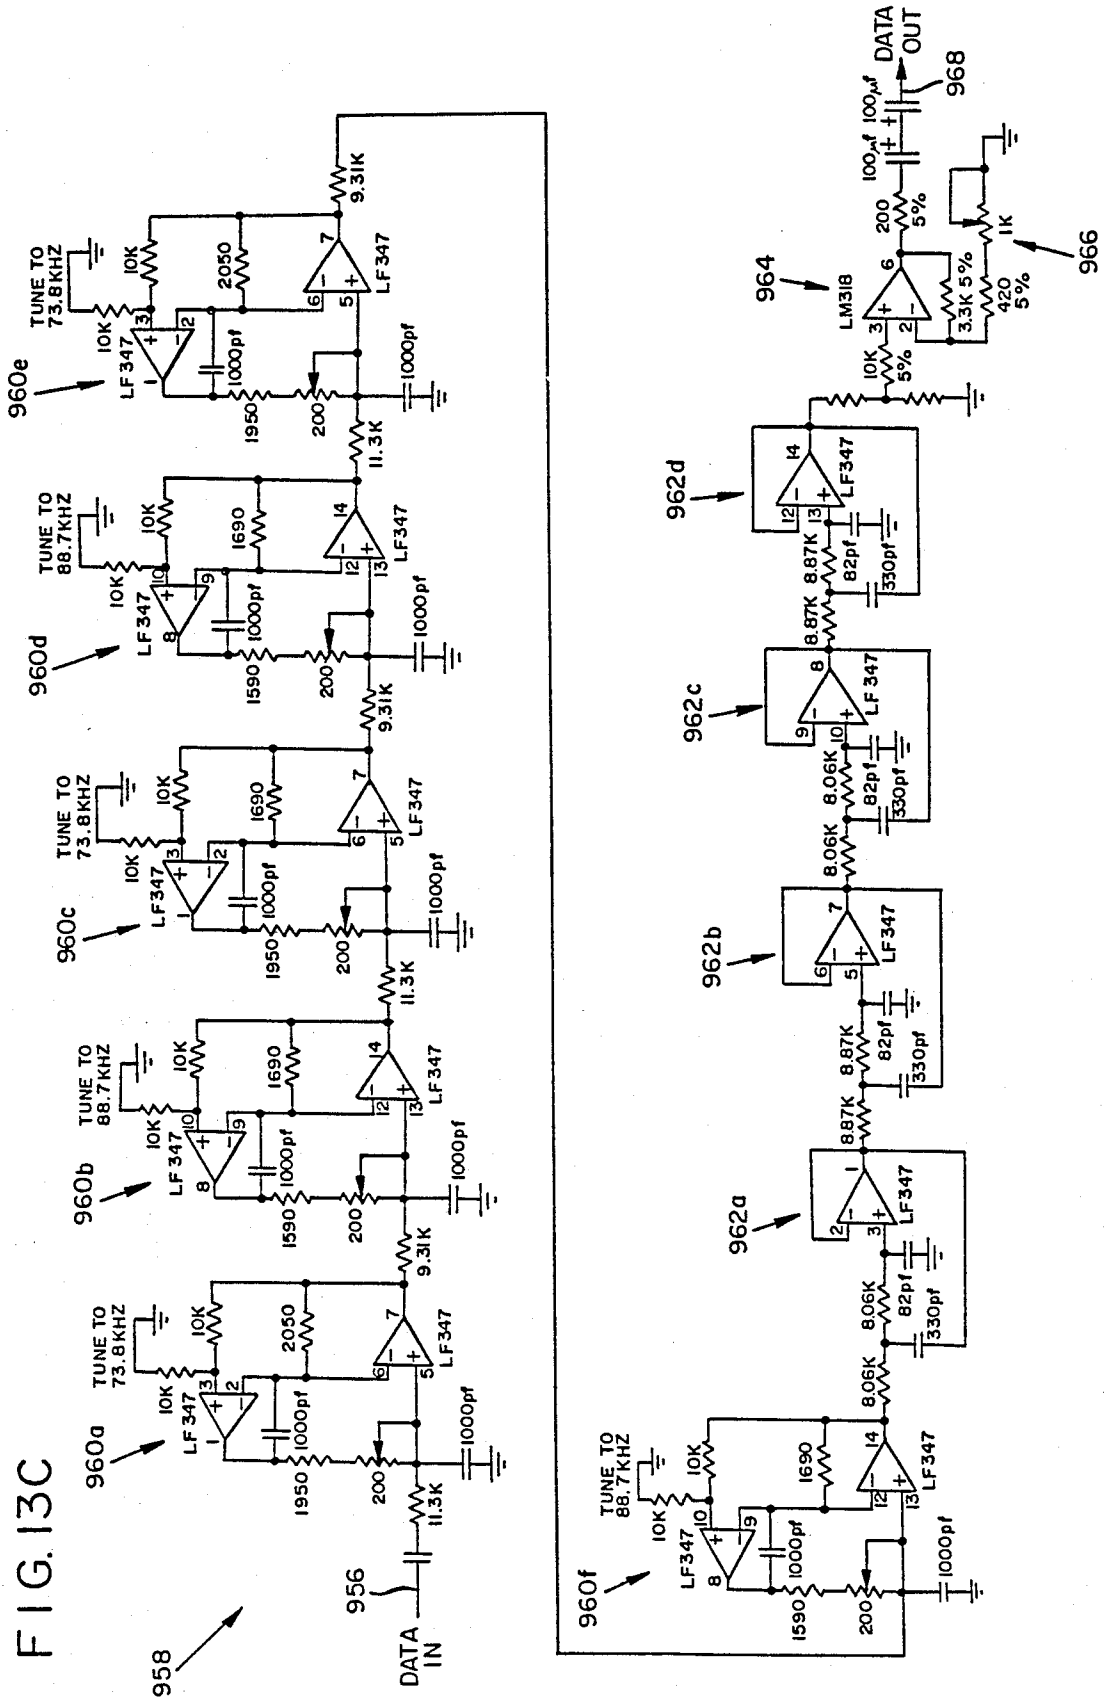 FIG.13C
958
DATA
IN
956
960a
TUNE TO
73.8KHZ
10K
10K
3
2
1
LF347
2050
1000pf
1950
200
6
5
7
LF347
11.3K
1000pf
9.31K
960b
TUNE TO
88.7KHZ
10K
10K
10
9
8
LF347
1690
1000pf
1590
200
12
13
14
LF347
1000pf
11.3K
960c
TUNE TO
73.8KHZ
10K
10K
3
2
1
LF347
1690
1000pf
1950
200
6
5
7
LF347
1000pf
9.31K
960d
TUNE TO
88.7KHZ
10K
10K
10
9
8
LF347
1690
1000pf
1590
200
12
13
14
LF347
1000pf
11.3K
960e
TUNE TO
73.8KHZ
10K
10K
3
2
1
LF347
2050
1000pf
1950
200
6
5
7
LF347
1000pf
9.31K
960f
TUNE TO
88.7KHZ
10K
10K
10
9
8
LF347
1690
1000pf
1590
200
12
13
14
LF347
1000pf
8.06K
8.06K
82pf
330pf
962a
2
3
1
LF347
8.87K
8.87K
82pf
330pf
962b
6
5
7
LF347
8.06K
8.06K
82pf
330pf
962c
9
10
8
LF347
8.87K
8.87K
82pf
330pf
962d
12
13
14
LF347
10K
5%
964
LM318
3
2
6
3.3K 5%
420
5%
1K
966
200
5%
100µf
+
100µf
+
968
DATA
OUT